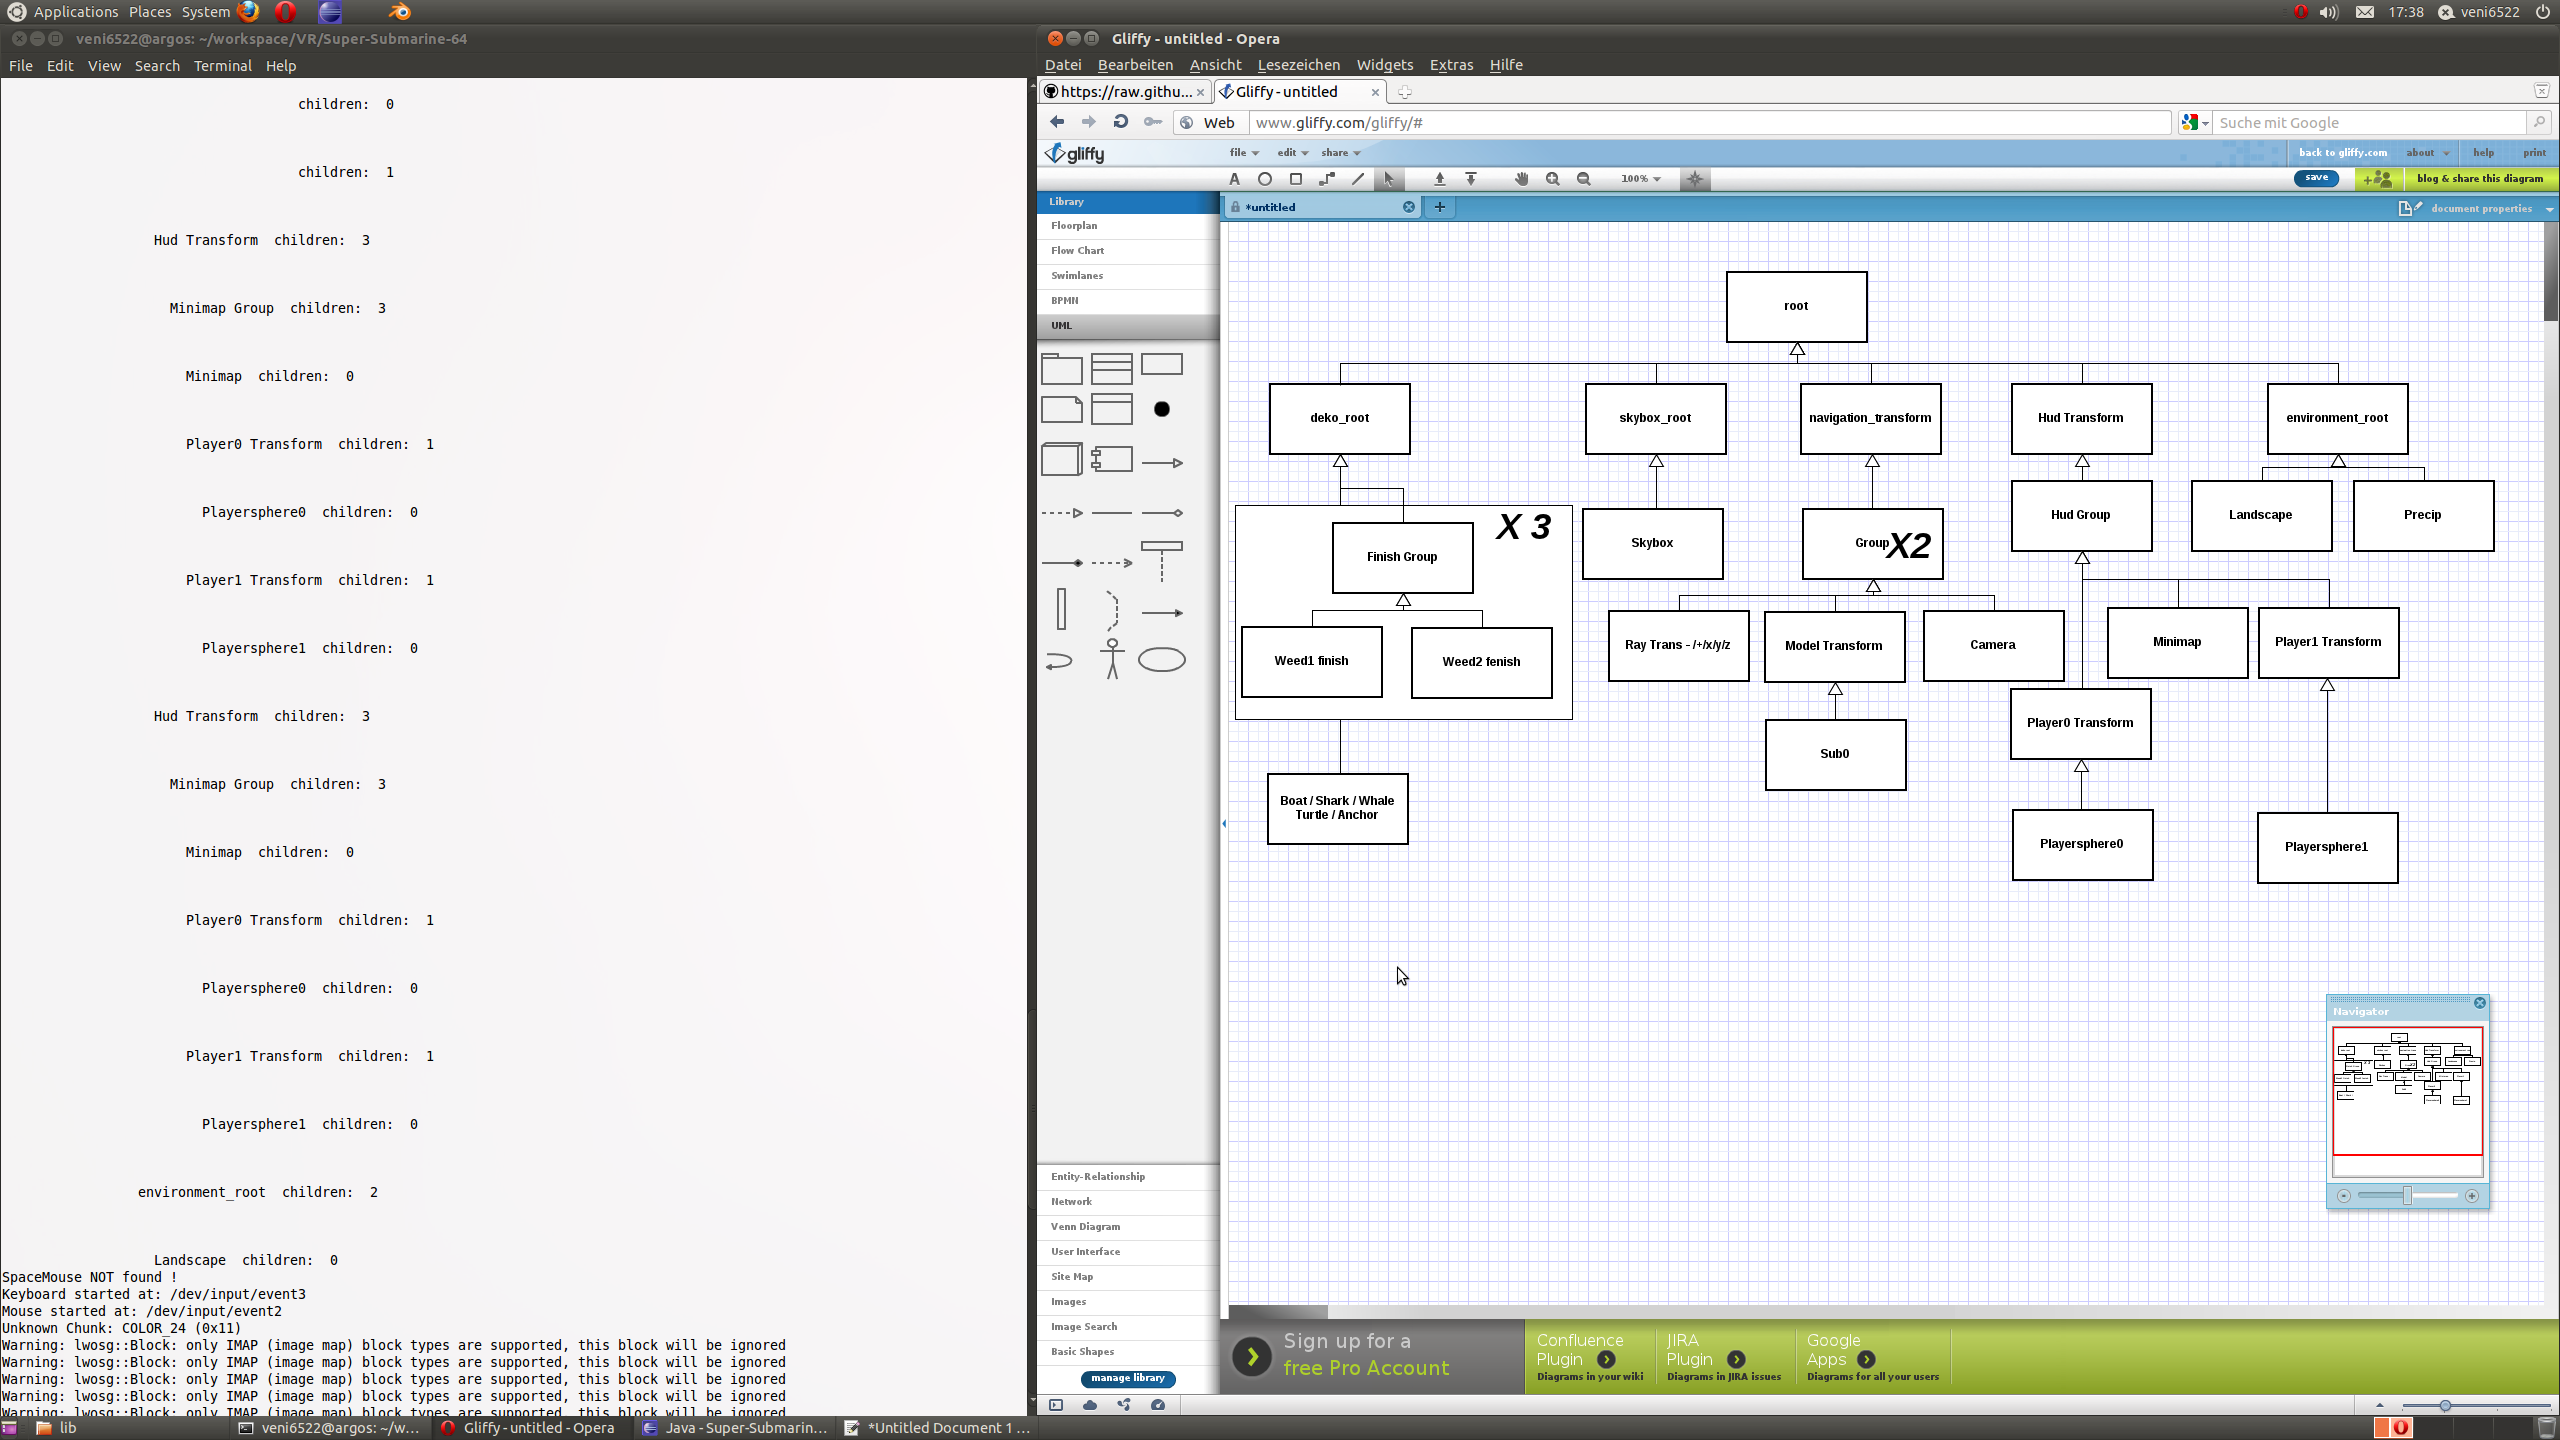 Applications Places System
17:38 veni6522
veni6522@argos: ~/workspace/VR/Super-Submarine-64
File Edit View Search Terminal Help
children: 0
children: 1
Hud Transform children: 3
Minimap Group children: 3
Minimap children: 0
Player0 Transform children: 1
Playersphere0 children: 0
Player1 Transform children: 1
Playersphere1 children: 0
Hud Transform children: 3
Minimap Group children: 3
Minimap children: 0
Player0 Transform children: 1
Playersphere0 children: 0
Player1 Transform children: 1
Playersphere1 children: 0
environment_root children: 2
Landscape children: 0
SpaceMouse NOT found !
Keyboard started at: /dev/input/event3
Mouse started at: /dev/input/event2
Unknown Chunk: COLOR_24 (0x11)
Warning: lwosg::Block: only IMAP (image map) block types are supported, this block will be ignored
Warning: lwosg::Block: only IMAP (image map) block types are supported, this block will be ignored
Warning: lwosg::Block: only IMAP (image map) block types are supported, this block will be ignored
Warning: lwosg::Block: only IMAP (image map) block types are supported, this block will be ignored
Warning: lwosg::Block: only IMAP (image map) block types are supported, this block will be ignored
Gliffy - untitled - Opera
Datei Bearbeiten Ansicht Lesezeichen Widgets Extras Hilfe
https://raw.githu...
Gliffy - untitled
Web www.gliffy.com/gliffy/#
Suche mit Google
gliffy
file edit share
back to gliffy.com about help print
A
100%
save
blog & share this diagram
*untitled
document properties
Library
Floorplan
Flow Chart
Swimlanes
BPMN
UML
Entity-Relationship
Network
Venn Diagram
User Interface
Site Map
Images
Image Search
Basic Shapes
manage library
root
deko_root
skybox_root
navigation_transform
Hud Transform
environment_root
X 3
Finish Group
Skybox
Group
X2
Hud Group
Landscape
Precip
Weed1 finish
Weed2 fenish
Ray Trans - /+/x/y/z
Model Transform
Camera
Minimap
Player1 Transform
Player0 Transform
Sub0
Boat / Shark / Whale
Turtle / Anchor
Playersphere0
Playersphere1
Navigator
Sign up for a
free Pro Account
Confluence
Plugin
Diagrams in your wiki
JIRA
Plugin
Diagrams in JIRA issues
Google
Apps
Diagrams for all your users
lib
veni6522@argos: ~/w...
Gliffy - untitled - Opera
Java - Super-Submarin...
*Untitled Document 1 ...